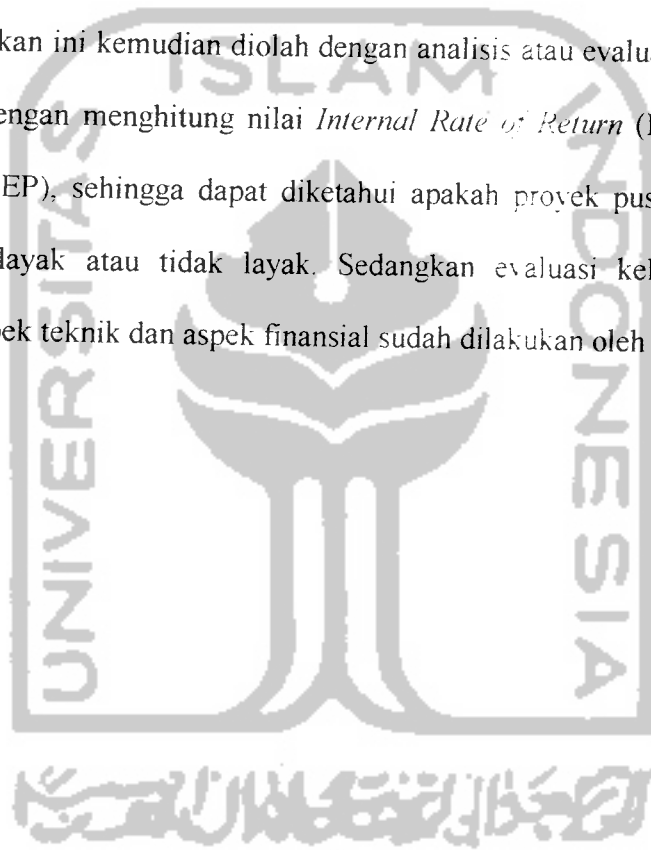 kan ini kemudian diolah dengan analisis atau evalu
engan menghitung nilai Internal Rate of Return (I
EP), sehingga dapat diketahui apakah proyek pus
layak atau tidak layak. Sedangkan evaluasi kel
ek teknik dan aspek finansial sudah dilakukan oleh
UNIVERSITAS
ISLAM
INDONESIA